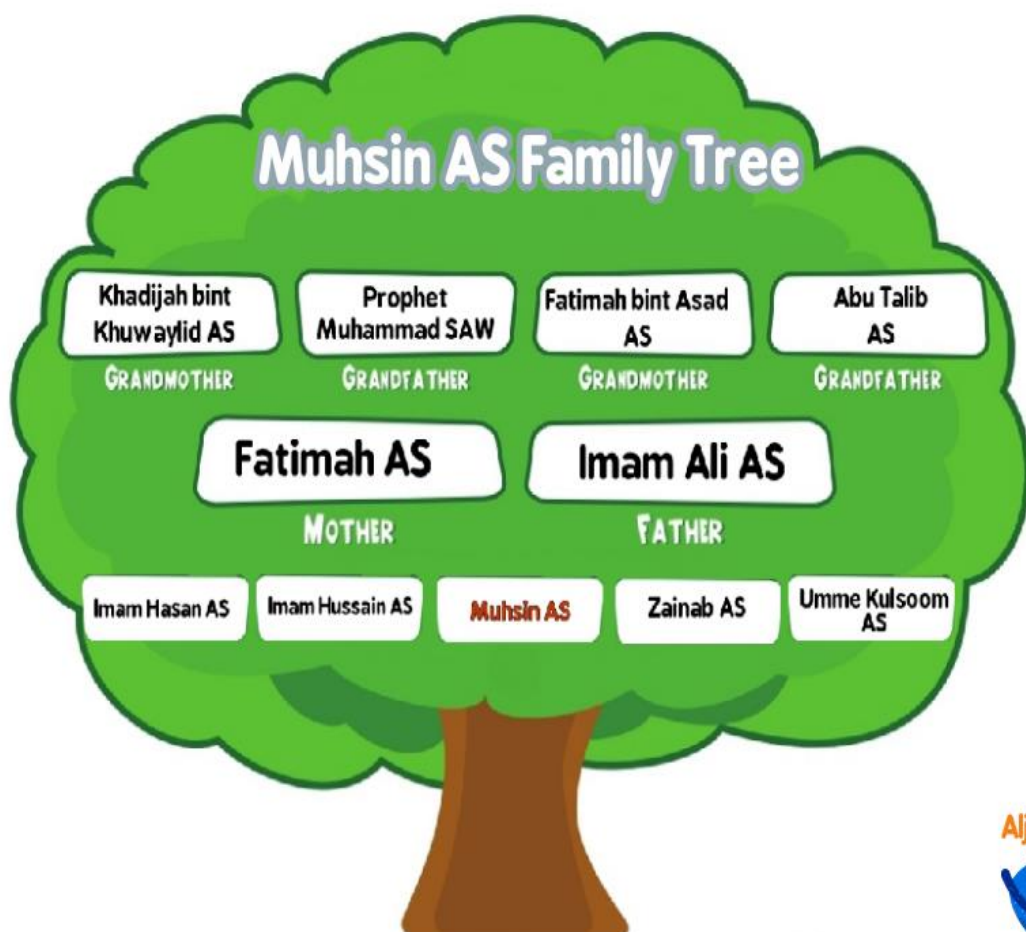 Muhsin AS Family Tree
Khadijah bint
Khuwaylid AS
GRANDMOTHER
Prophet
Muhammad SAW
GRANDFATHER
Fatimah bint Asad
AS
GRANDMOTHER
Abu Talib
AS
GRANDFATHER
Fatimah AS
MOTHER
Imam Ali AS
FATHER
Imam Hasan AS
Imam Hussain AS
Muhsin AS
Zainab AS
Umme Kulsoom
AS